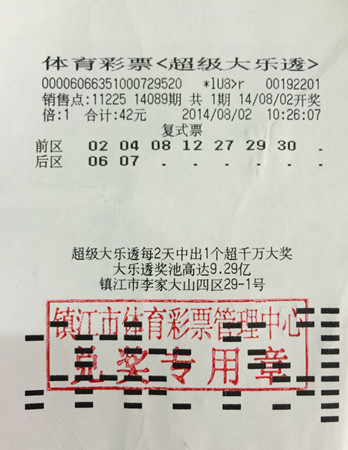 体育彩票<超级大乐透>
00006066351000729520 *lU8>r 00192201
销售点:11225 14089期 共 1期 14/08/02开奖
倍:1 合计:42元 2014/08/02 10:26:07
复式票
前区 02 04 08 12 27 29 30 .
后区 06 07 . . . . . .
超级大乐透每2天中出1个超千万大奖
大乐透奖池高达9.29亿
镇江市李家大山四区29-1号
镇江市体育彩票管理中心
兑奖专用章